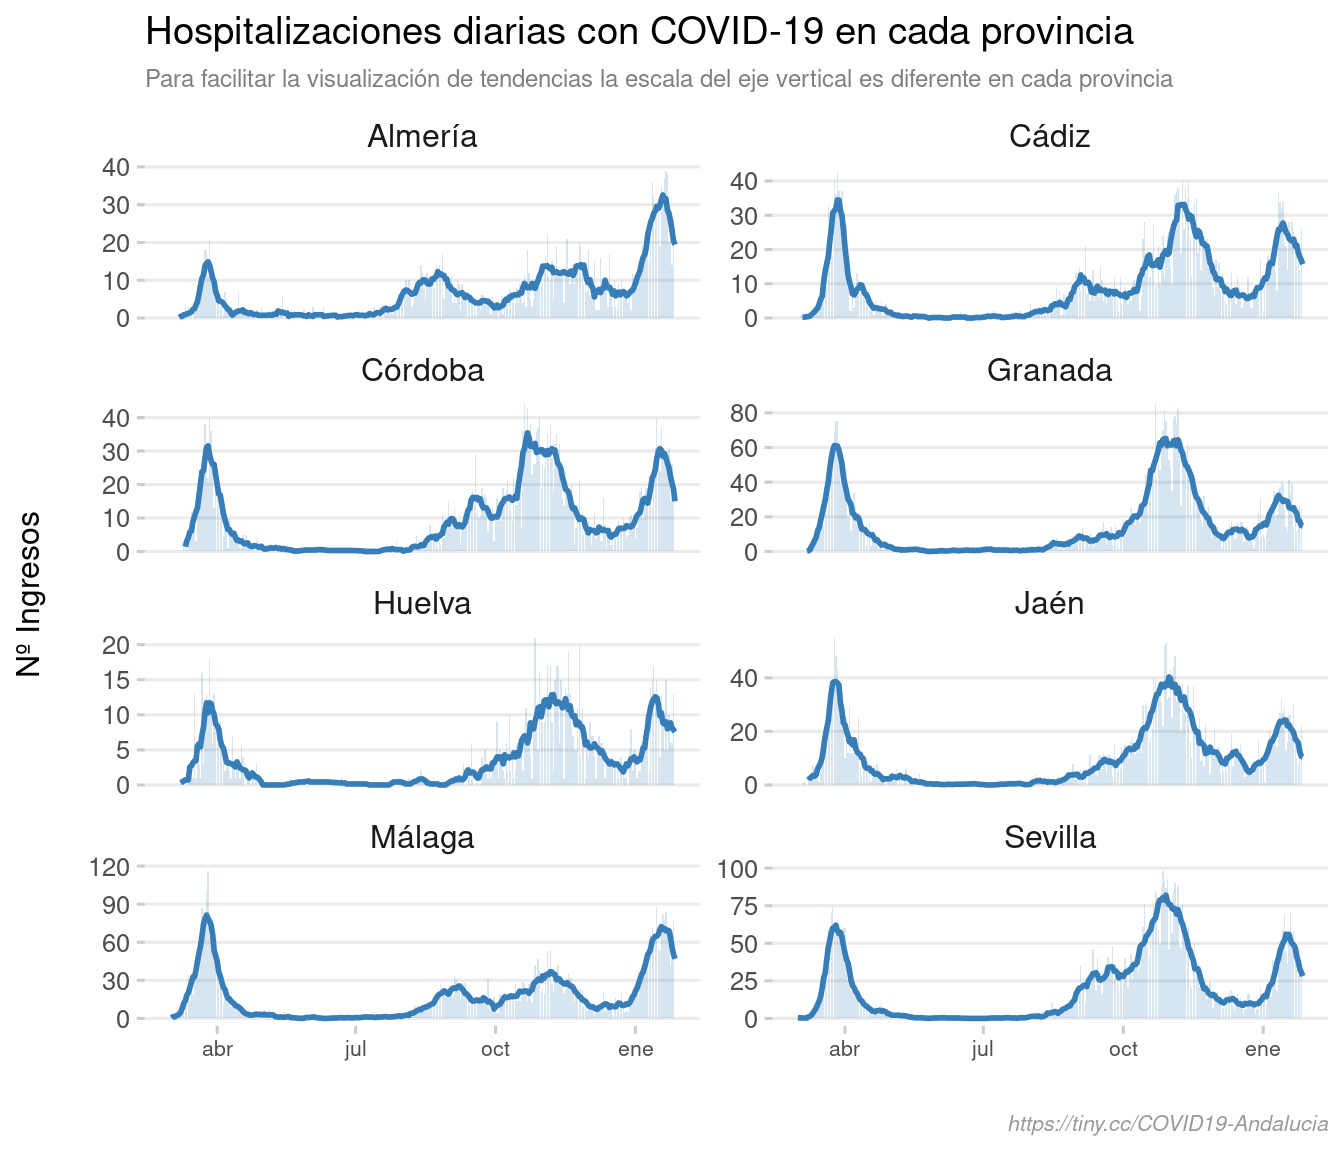 Hospitalizaciones diarias con COVID-19 en cada provincia
Para facilitar la visualización de tendencias la escala del eje vertical es diferente en cada provincia
Nº Ingresos
Almería
40
30
20
10
0
Cádiz
40
30
20
10
0
Córdoba
40
30
20
10
0
Granada
80
60
40
20
0
Huelva
20
15
10
5
0
Jaén
40
20
0
Málaga
120
90
60
30
0
abr jul oct ene
Sevilla
100
75
50
25
0
abr jul oct ene
https://tiny.cc/COVID19-Andalucia